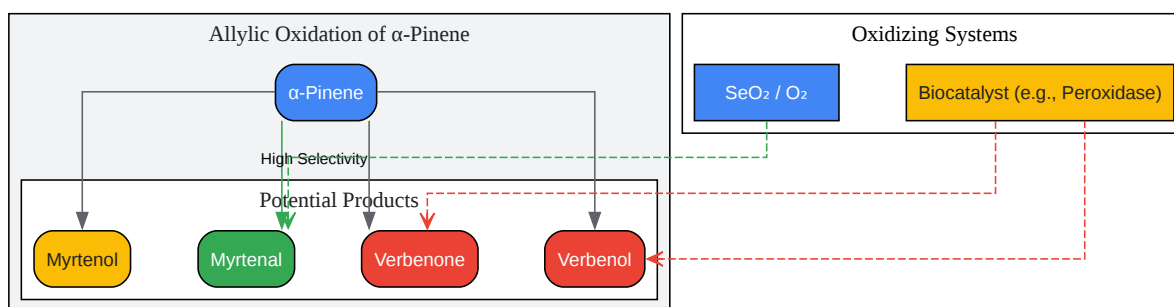 Allylic Oxidation of α-Pinene
Oxidizing Systems
α-Pinene
SeO₂ / O₂
Biocatalyst (e.g., Peroxidase)
High Selectivity
Potential Products
Myrtenol
Myrtenal
Verbenone
Verbenol